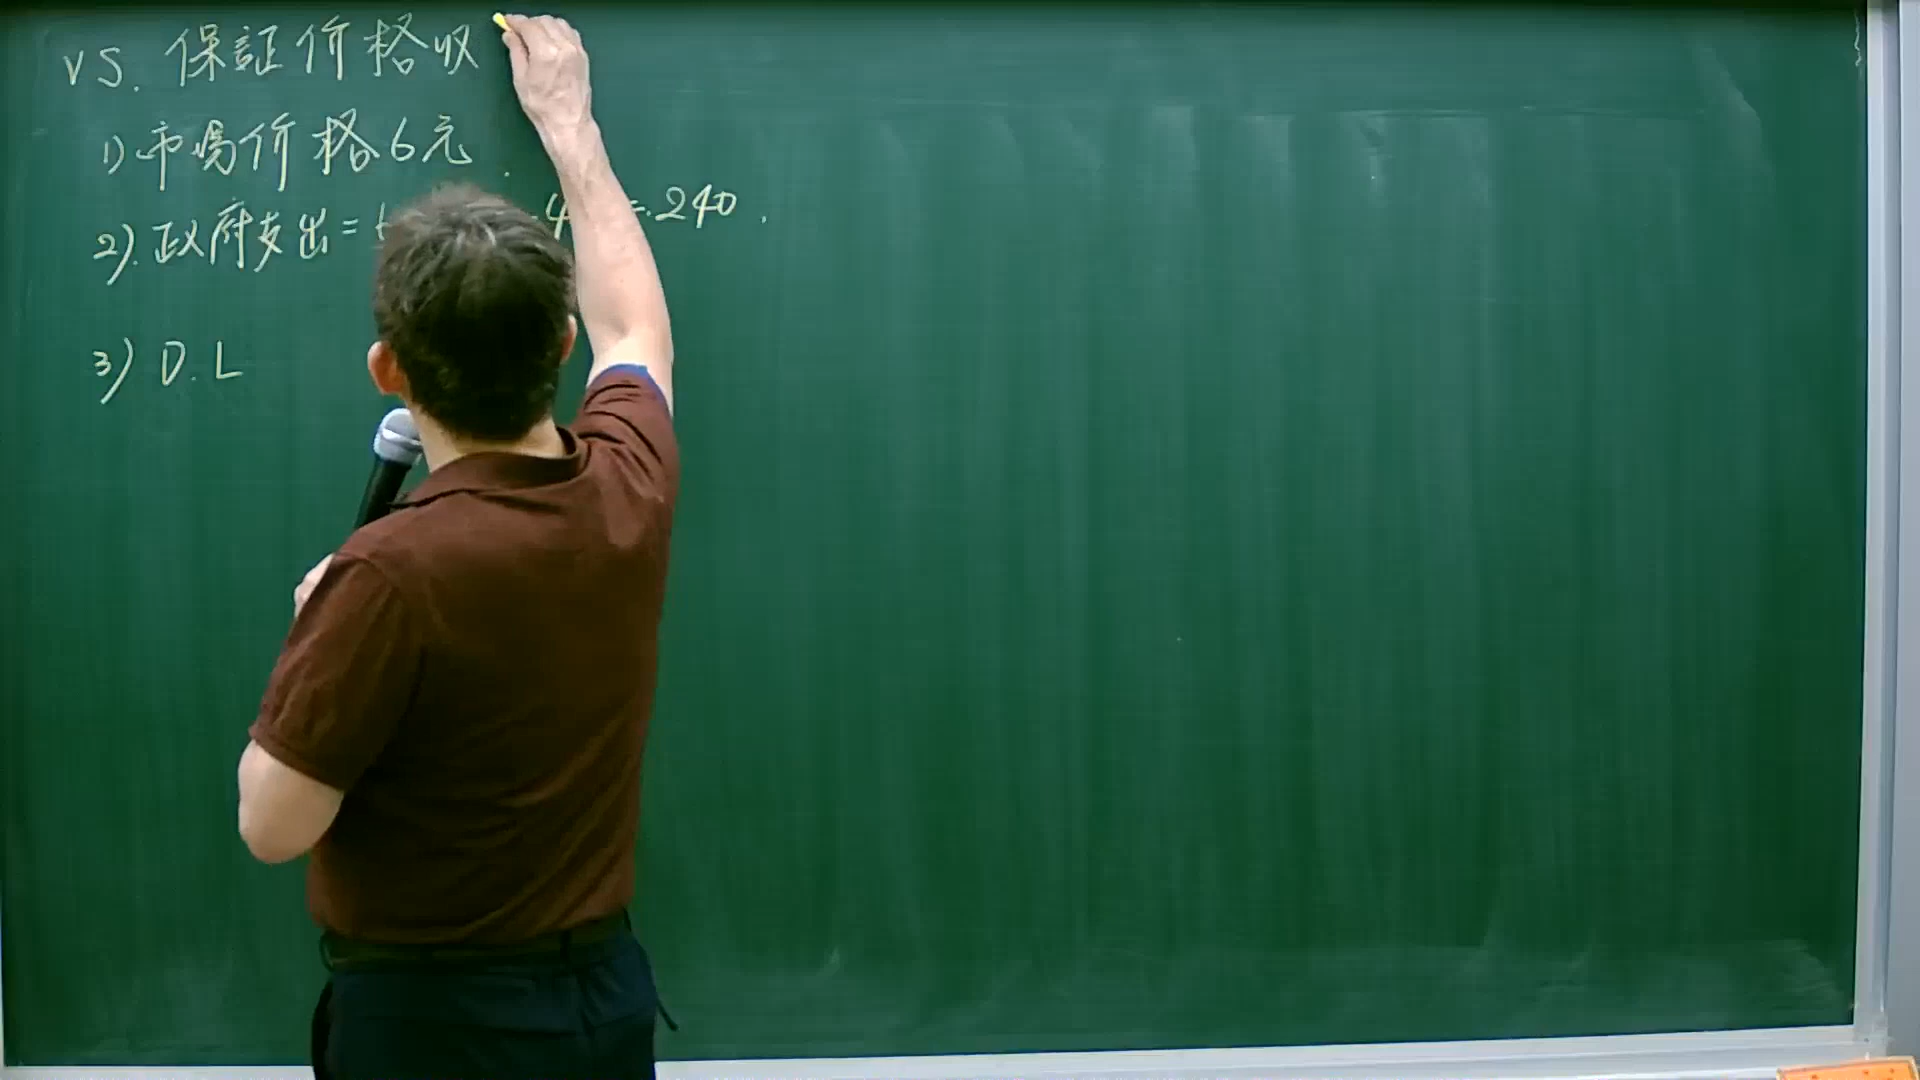 VS. 保証价格收
1) 市场价格6元
2). 政府支出= =240.
3) D.L